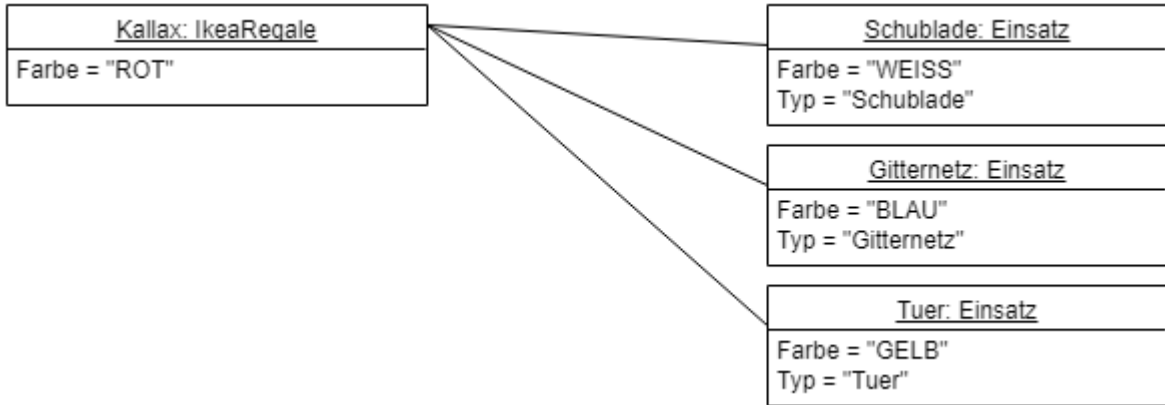 Kallax: IkeaRegale
Farbe = "ROT"
Schublade: Einsatz
Farbe = "WEISS"
Typ = "Schublade"
Gitternetz: Einsatz
Farbe = "BLAU"
Typ = "Gitternetz"
Tuer: Einsatz
Farbe = "GELB"
Typ = "Tuer"